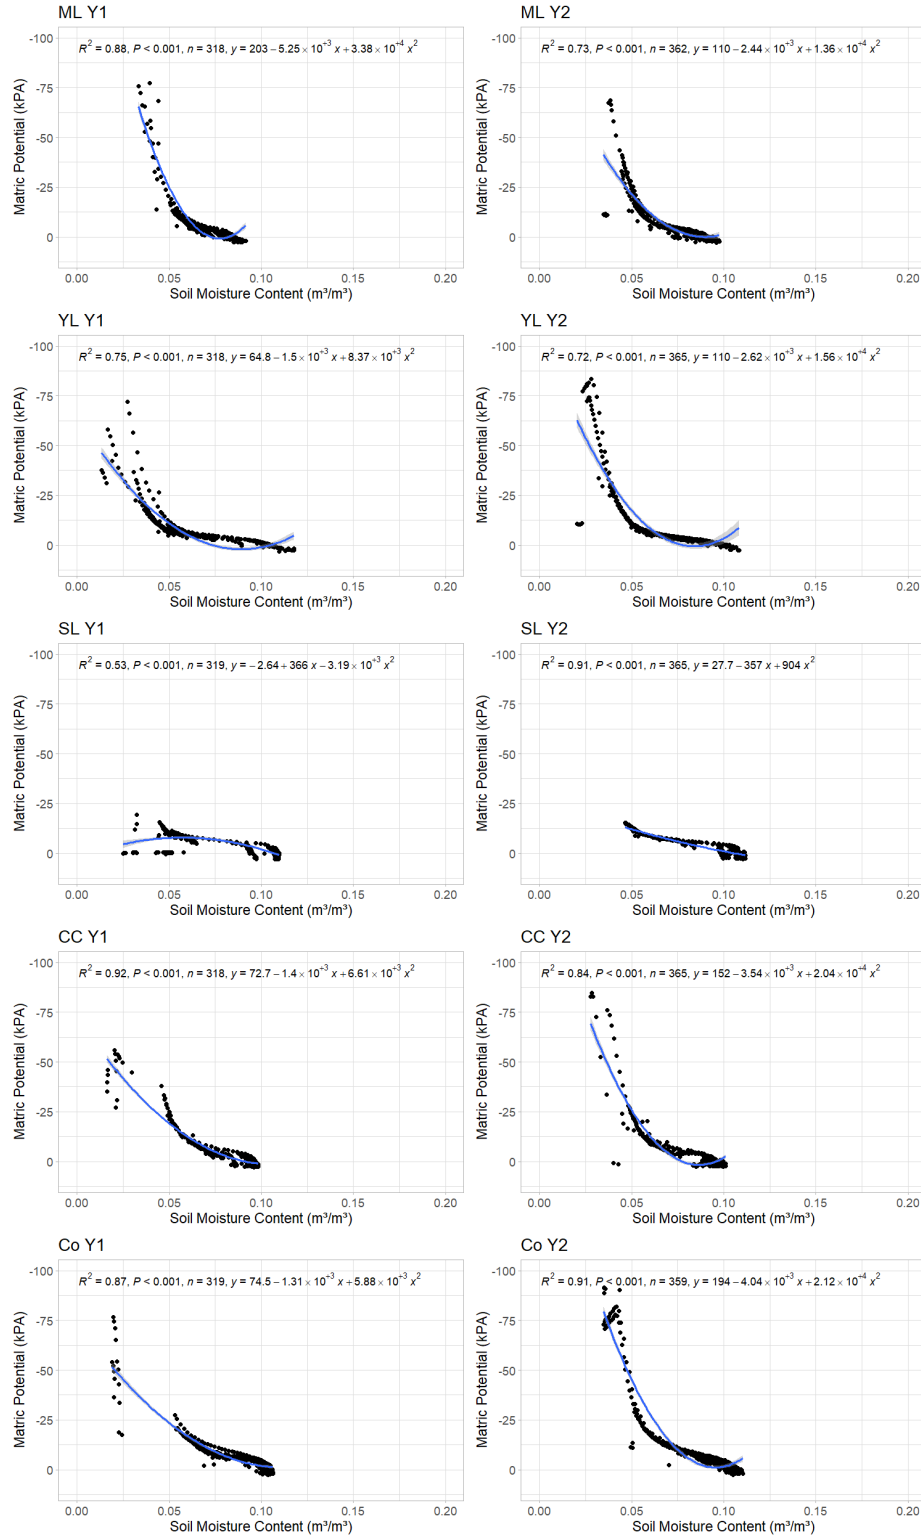 ML Y1
R² = 0.88, P < 0.001, n = 318, y = 203 − 5.25 × 10⁺³ x + 3.38 × 10⁺⁴ x²
-100
-75
-50
-25
0
Matric Potential (kPA)
0.00 0.05 0.10 0.15 0.20
Soil Moisture Content (m³/m³)
ML Y2
R² = 0.73, P < 0.001, n = 362, y = 110 − 2.44 × 10⁺³ x + 1.36 × 10⁺⁴ x²
-100
-75
-50
-25
0
Matric Potential (kPA)
0.00 0.05 0.10 0.15 0.20
Soil Moisture Content (m³/m³)
YL Y1
R² = 0.75, P < 0.001, n = 318, y = 64.8 − 1.5 × 10⁺³ x + 8.37 × 10⁺³ x²
-100
-75
-50
-25
0
Matric Potential (kPA)
0.00 0.05 0.10 0.15 0.20
Soil Moisture Content (m³/m³)
YL Y2
R² = 0.72, P < 0.001, n = 365, y = 110 − 2.62 × 10⁺³ x + 1.56 × 10⁺⁴ x²
-100
-75
-50
-25
0
Matric Potential (kPA)
0.00 0.05 0.10 0.15 0.20
Soil Moisture Content (m³/m³)
SL Y1
R² = 0.53, P < 0.001, n = 319, y = − 2.64 + 366 x − 3.19 × 10⁺³ x²
-100
-75
-50
-25
0
Matric Potential (kPA)
0.00 0.05 0.10 0.15 0.20
Soil Moisture Content (m³/m³)
SL Y2
R² = 0.91, P < 0.001, n = 365, y = 27.7 − 357 x + 904 x²
-100
-75
-50
-25
0
Matric Potential (kPA)
0.00 0.05 0.10 0.15 0.20
Soil Moisture Content (m³/m³)
CC Y1
R² = 0.92, P < 0.001, n = 318, y = 72.7 − 1.4 × 10⁺³ x + 6.61 × 10⁺³ x²
-100
-75
-50
-25
0
Matric Potential (kPA)
0.00 0.05 0.10 0.15 0.20
Soil Moisture Content (m³/m³)
CC Y2
R² = 0.84, P < 0.001, n = 365, y = 152 − 3.54 × 10⁺³ x + 2.04 × 10⁺⁴ x²
-100
-75
-50
-25
0
Matric Potential (kPA)
0.00 0.05 0.10 0.15 0.20
Soil Moisture Content (m³/m³)
Co Y1
R² = 0.87, P < 0.001, n = 319, y = 74.5 − 1.31 × 10⁺³ x + 5.88 × 10⁺³ x²
-100
-75
-50
-25
0
Matric Potential (kPA)
0.00 0.05 0.10 0.15 0.20
Soil Moisture Content (m³/m³)
Co Y2
R² = 0.91, P < 0.001, n = 359, y = 194 − 4.04 × 10⁺³ x + 2.12 × 10⁺⁴ x²
-100
-75
-50
-25
0
Matric Potential (kPA)
0.00 0.05 0.10 0.15 0.20
Soil Moisture Content (m³/m³)